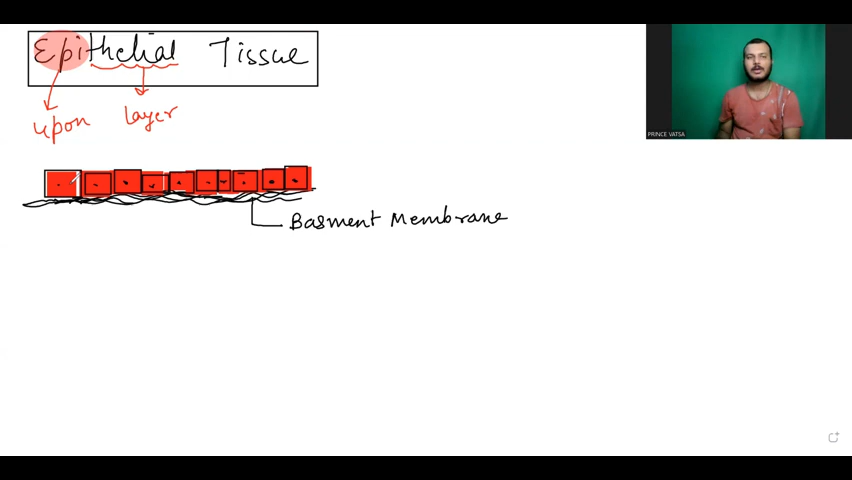 Epithelial Tissue
upon layer
Basment Membrane
PRINCE VATSA